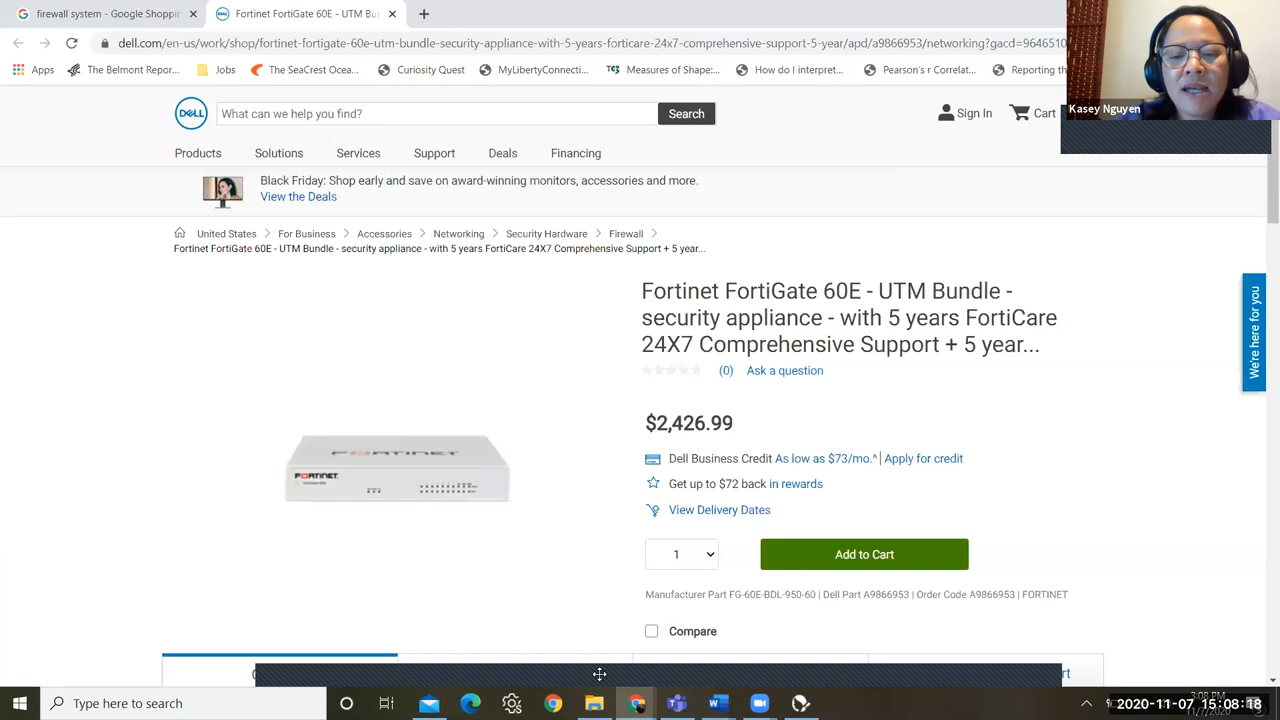 firewall system - Google Shoppin
Fortinet FortiGate 60E - UTM Bun
dell.com/en-us/work/shop/fortinet-fortigate-60e-utm-bundle-security-appliance-with-5-years-forticare-24x7-comprehensive-support
year/apd/a9866953/networking?gacd=9646510
Apps
The Belmont Repor...
Jobs
The SeaCrest Ocea...
Curiosity Quest
MyLibertyConnecti...
Measures of Shape:...
How do I interpret...
Pearson's r Correlat...
Reporting th
Kasey Nguyen
DELL
What can we help you find?
Search
Sign In
Cart
Products
Solutions
Services
Support
Deals
Financing
Black Friday: Shop early and save on award-winning monitors, accessories and more.
View the Deals
United States > For Business > Accessories > Networking > Security Hardware > Firewall >
Fortinet FortiGate 60E - UTM Bundle - security appliance - with 5 years FortiCare 24X7 Comprehensive Support + 5 year...
Fortinet FortiGate 60E - UTM Bundle -
security appliance - with 5 years FortiCare
24X7 Comprehensive Support + 5 year...
(0) Ask a question
$2,426.99
Dell Business Credit As low as $73/mo.^ | Apply for credit
Get up to $72 back in rewards
View Delivery Dates
1
Add to Cart
Manufacturer Part FG-60E-BDL-950-60 | Dell Part A9866953 | Order Code A9866953 | FORTINET
Compare
FORTINET
FORTINET
We're here for you
Type here to search
3:08 PM
11/7/2020
2020-11-07 15:08:18